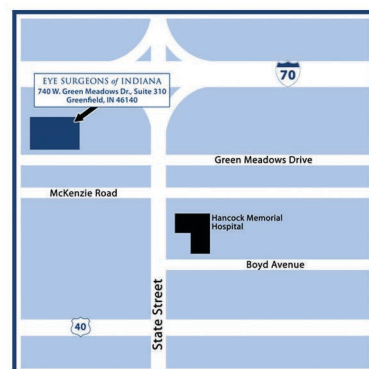 70
EYE SURGEONS of INDIANA
740 W. Green Meadows Dr., Suite 310
Greenfield, IN 46140
Green Meadows Drive
McKenzie Road
Hancock Memorial
Hospital
Boyd Avenue
State Street
40